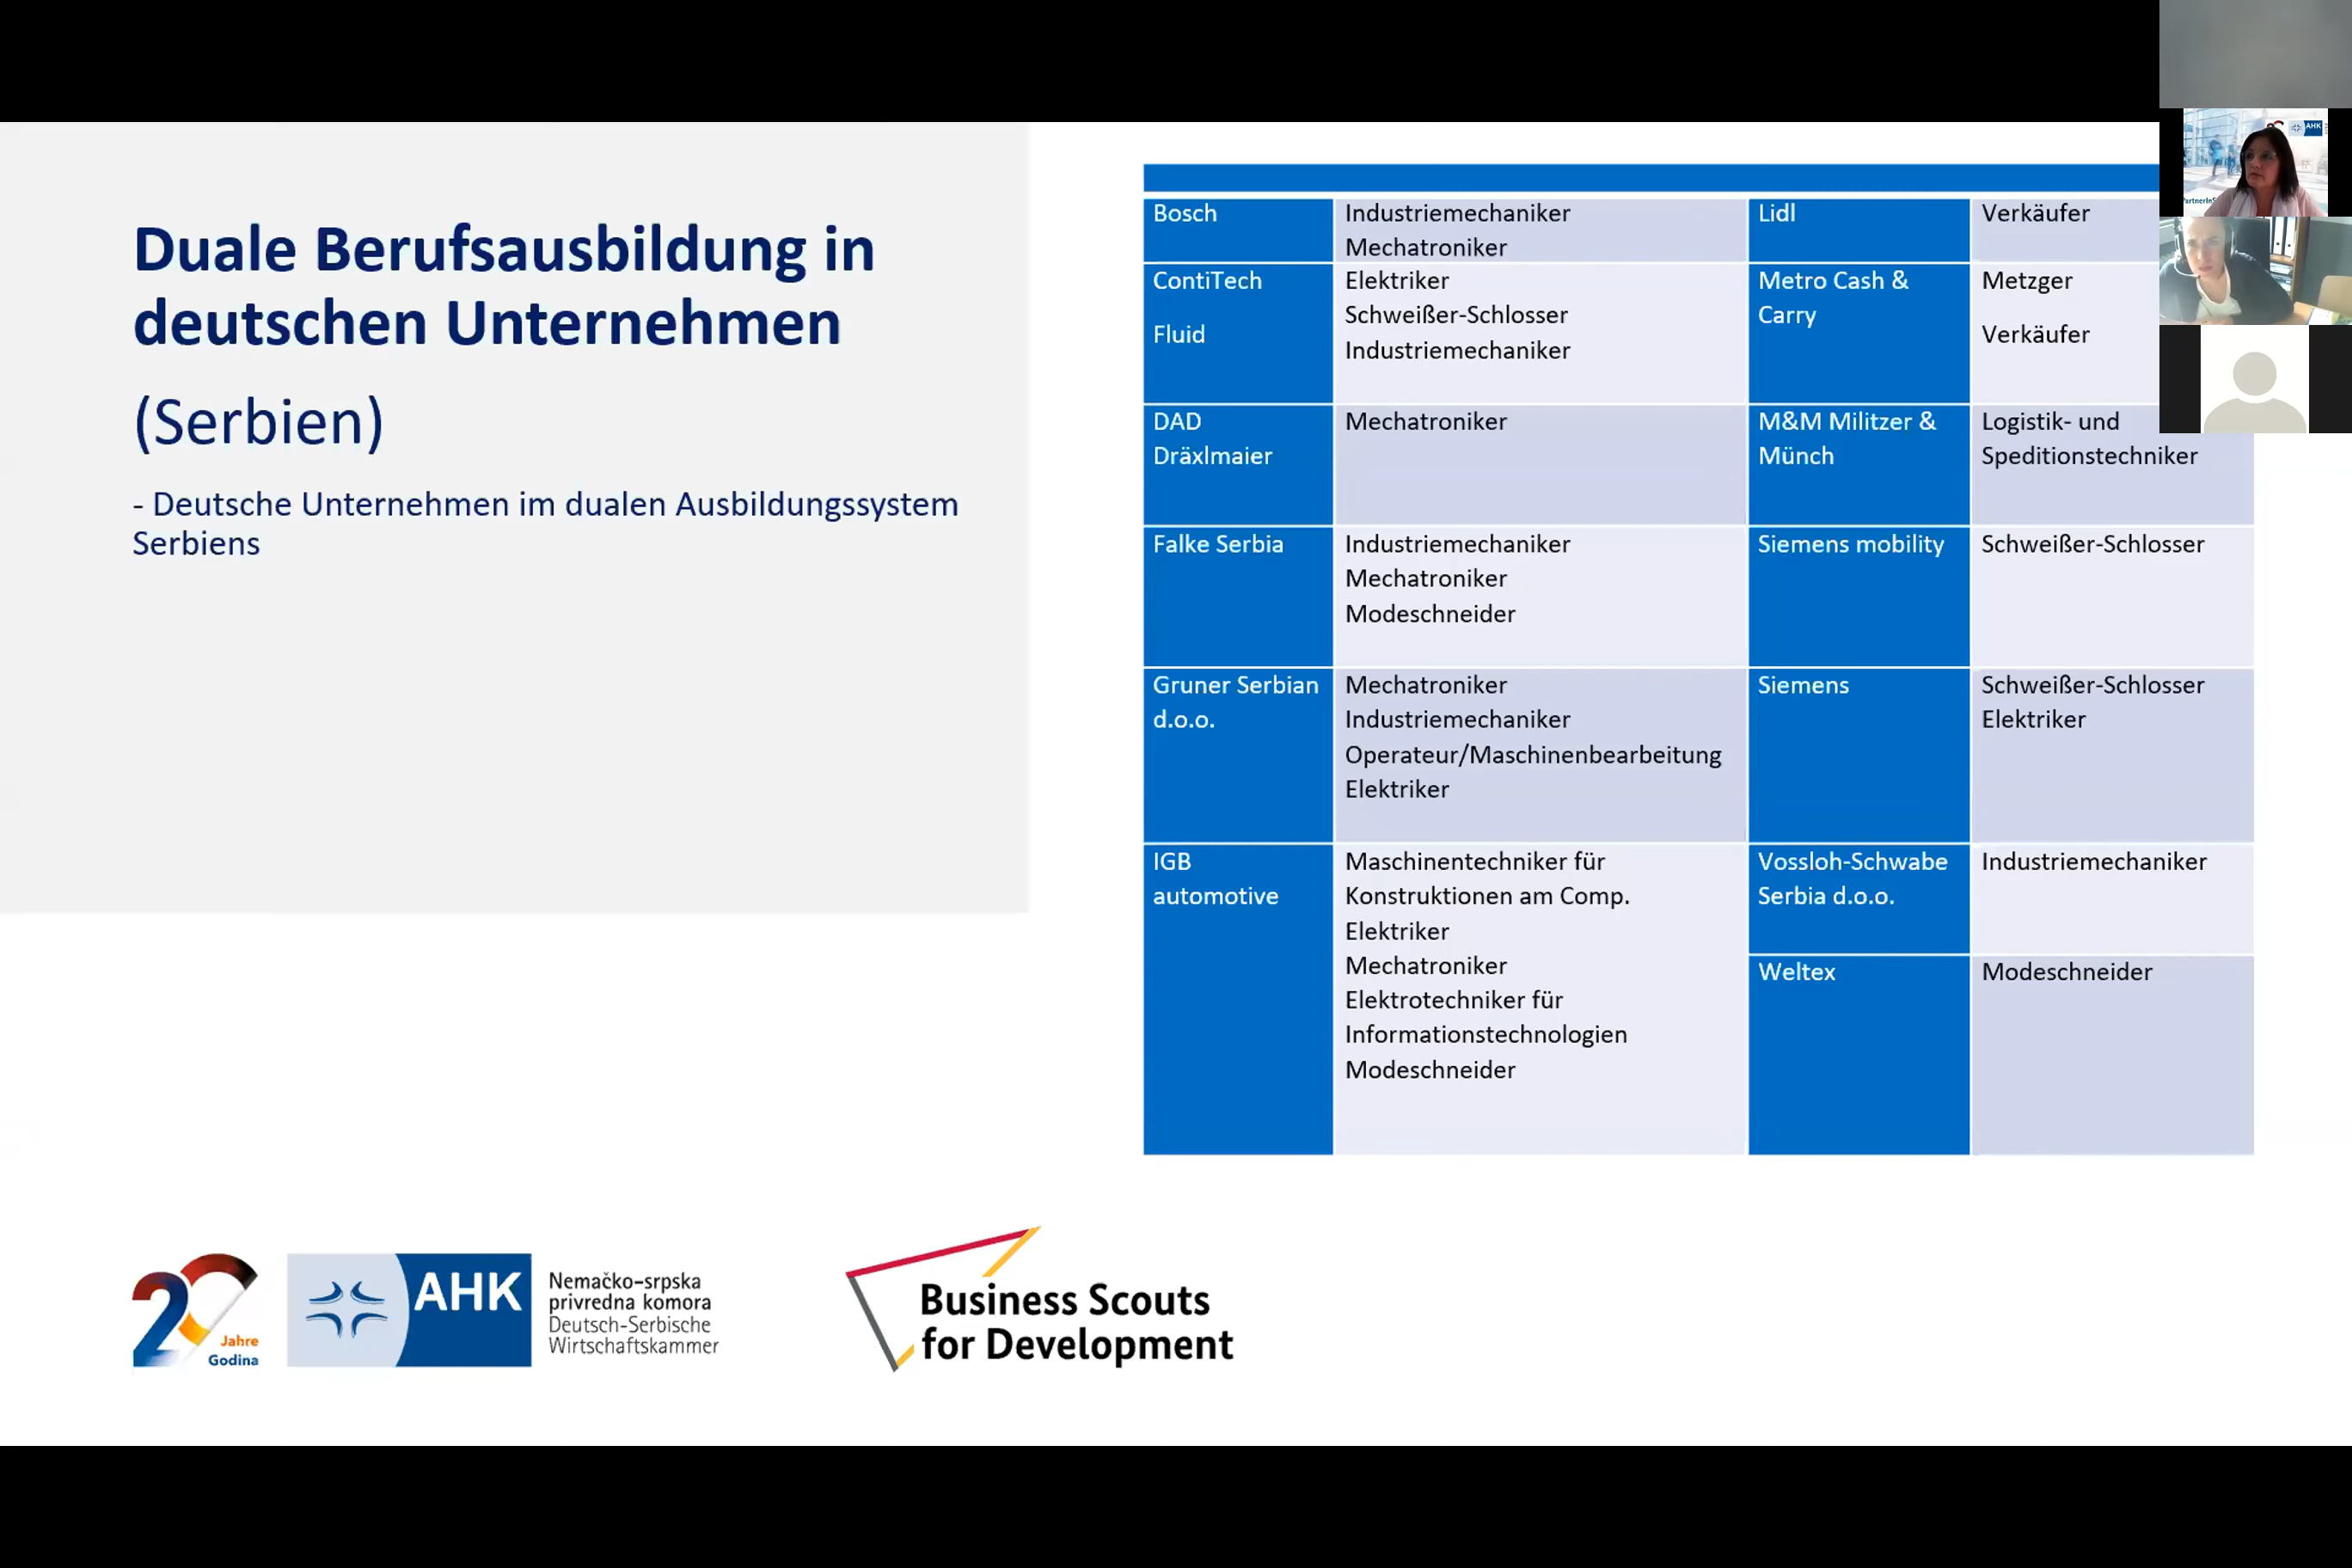 Duale Berufsausbildung in
deutschen Unternehmen
(Serbien)
- Deutsche Unternehmen im dualen Ausbildungssystem
Serbiens
Bosch
Industriemechaniker
Mechatroniker
Lidl
Verkäufer
ContiTech
Fluid
Elektriker
Schweißer-Schlosser
Industriemechaniker
Metro Cash &
Carry
Metzger
Verkäufer
DAD
Dräxlmaier
Mechatroniker
M&M Militzer &
Münch
Logistik- und
Speditionstechniker
Falke Serbia
Industriemechaniker
Mechatroniker
Modeschneider
Siemens mobility
Schweißer-Schlosser
Gruner Serbian
d.o.o.
Mechatroniker
Industriemechaniker
Operateur/Maschinenbearbeitung
Elektriker
Siemens
Schweißer-Schlosser
Elektriker
IGB
automotive
Maschinentechniker für
Konstruktionen am Comp.
Elektriker
Mechatroniker
Elektrotechniker für
Informationstechnologien
Modeschneider
Vossloh-Schwabe
Serbia d.o.o.
Industriemechaniker
Weltex
Modeschneider
20
Jahre
Godina
AHK
Nemačko-srpska
privredna komora
Deutsch-Serbische
Wirtschaftskammer
Business Scouts
for Development
AHK